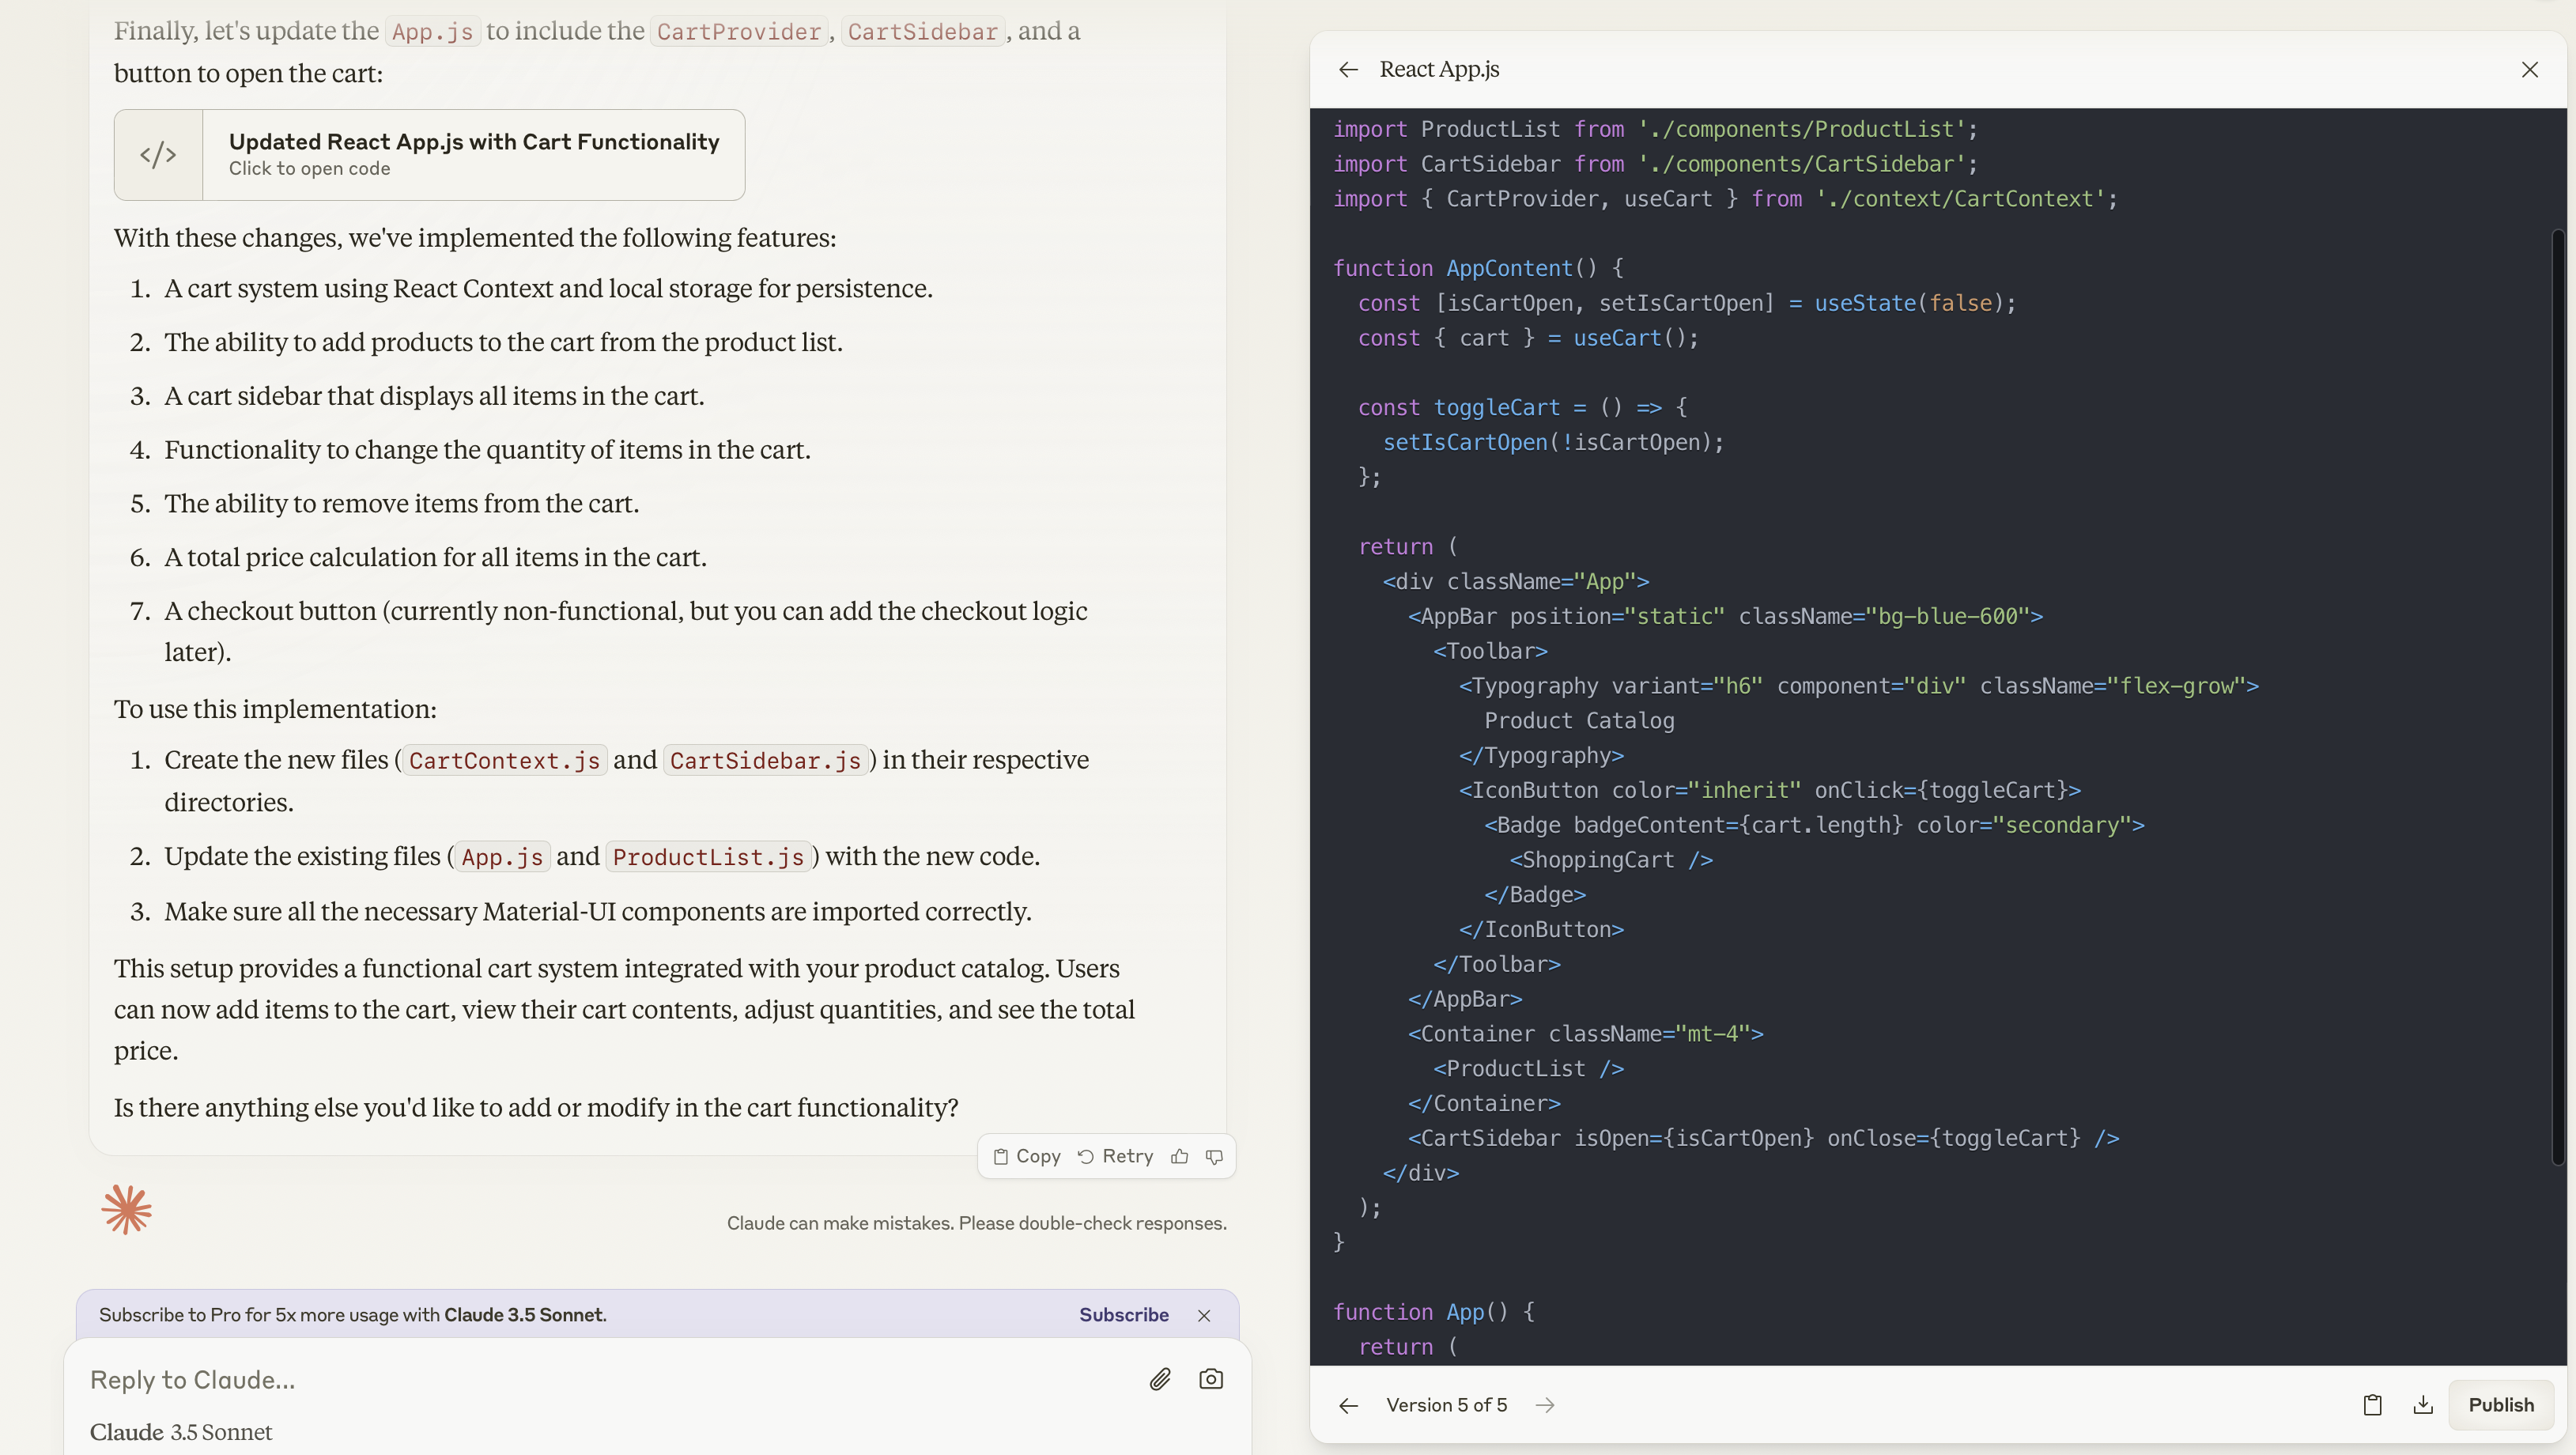 Finally, let's update the App.js to include the CartProvider, CartSidebar, and a
button to open the cart:
</>
Updated React App.js with Cart Functionality
Click to open code
With these changes, we've implemented the following features:
1. A cart system using React Context and local storage for persistence.
2. The ability to add products to the cart from the product list.
3. A cart sidebar that displays all items in the cart.
4. Functionality to change the quantity of items in the cart.
5. The ability to remove items from the cart.
6. A total price calculation for all items in the cart.
7. A checkout button (currently non-functional, but you can add the checkout logic
later).
To use this implementation:
1. Create the new files (CartContext.js and CartSidebar.js) in their respective
directories.
2. Update the existing files (App.js and ProductList.js) with the new code.
3. Make sure all the necessary Material-UI components are imported correctly.
This setup provides a functional cart system integrated with your product catalog. Users
can now add items to the cart, view their cart contents, adjust quantities, and see the total
price.
Is there anything else you'd like to add or modify in the cart functionality?
Copy Retry
Claude can make mistakes. Please double-check responses.
Subscribe to Pro for 5x more usage with Claude 3.5 Sonnet.
Subscribe
Reply to Claude...
Claude 3.5 Sonnet
React App.js
import ProductList from './components/ProductList';
import CartSidebar from './components/CartSidebar';
import { CartProvider, useCart } from './context/CartContext';
function AppContent() {
  const [isCartOpen, setIsCartOpen] = useState(false);
  const { cart } = useCart();
  const toggleCart = () => {
    setIsCartOpen(!isCartOpen);
  };
  return (
    <div className="App">
      <AppBar position="static" className="bg-blue-600">
        <Toolbar>
          <Typography variant="h6" component="div" className="flex-grow">
            Product Catalog
          </Typography>
          <IconButton color="inherit" onClick={toggleCart}>
            <Badge badgeContent={cart.length} color="secondary">
              <ShoppingCart />
            </Badge>
          </IconButton>
        </Toolbar>
      </AppBar>
      <Container className="mt-4">
        <ProductList />
      </Container>
      <CartSidebar isOpen={isCartOpen} onClose={toggleCart} />
    </div>
  );
}
function App() {
  return (
Version 5 of 5
Publish